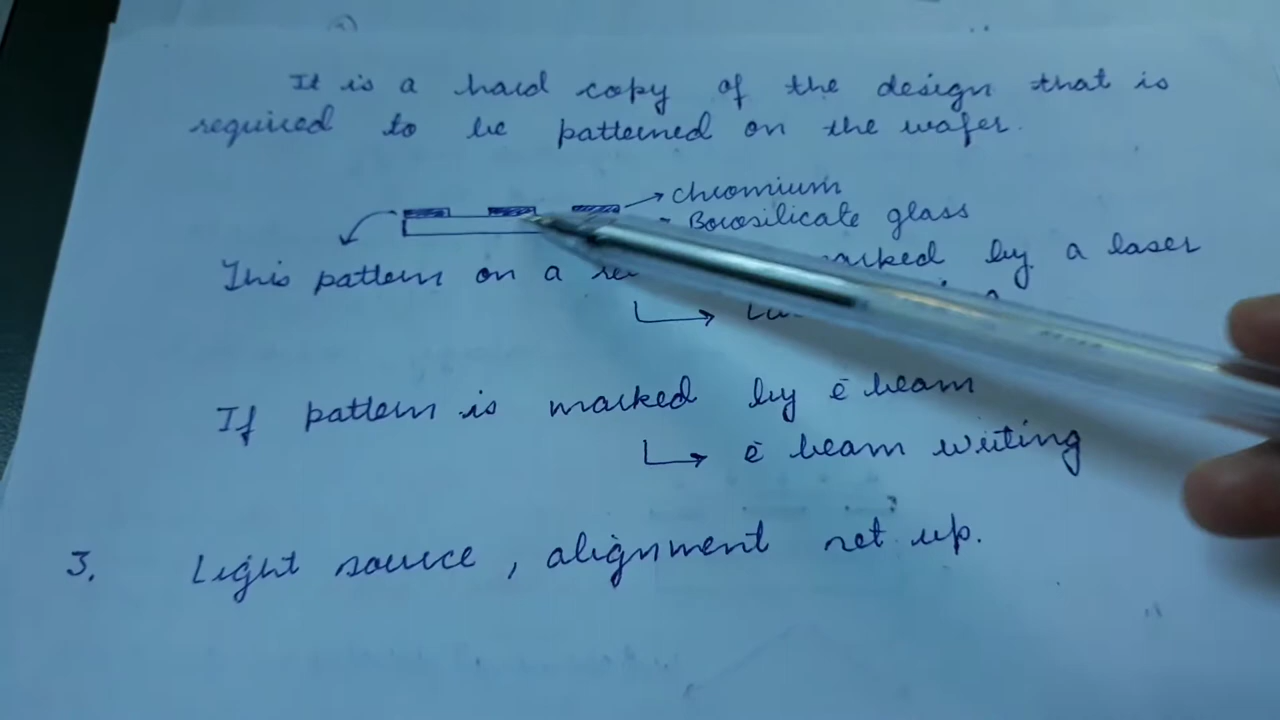 It is a hard copy of the design that is
required to be patterned on the wafer.
chromium
Borosilicate glass
This pattern on a marked by a laser
If pattern is marked by ē beam
ē beam writing
3. Light source, alignment set up.